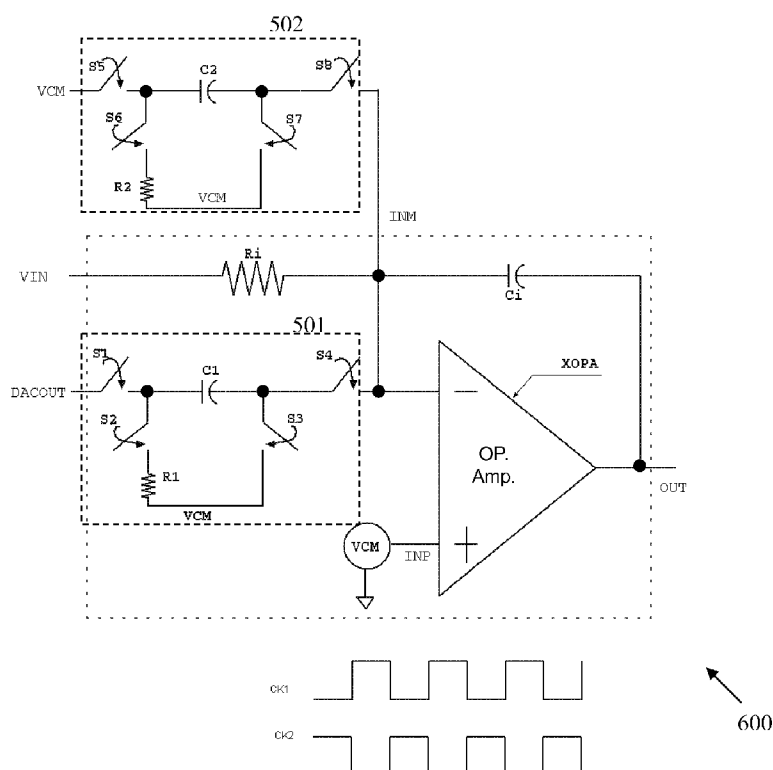 502
S5
C2
S8
VCM
S6
S7
R2
VCM
INM
Ri
VIN
Ci
501
S1
C1
S4
XOPA
DACOUT
S2
S3
OP.
Amp.
R1
VCM
OUT
VCM
INP
CK1
600
CK2